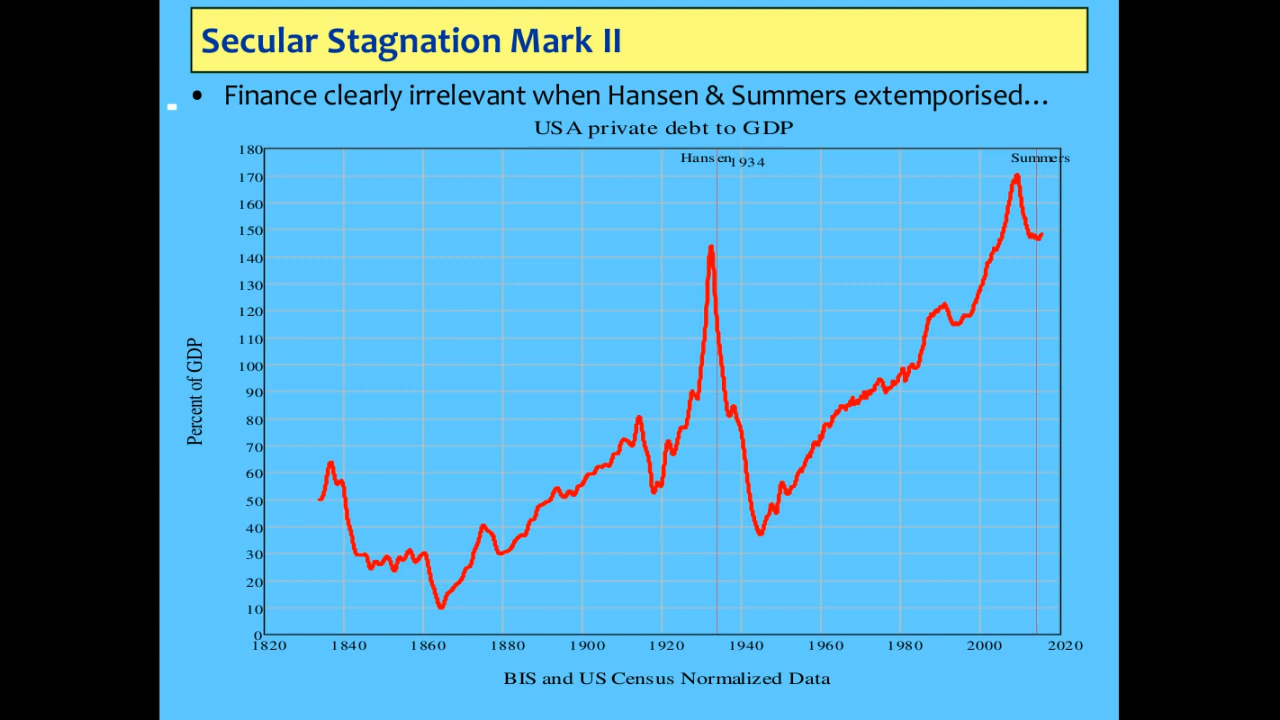 Secular Stagnation Mark II
• Finance clearly irrelevant when Hansen & Summers extemporised…
USA private debt to GDP
Hansen 1934 Summers
180
170
160
150
140
130
120
110
100
90
80
70
60
50
40
30
20
10
0
Percent of GDP
1820 1840 1860 1880 1900 1920 1940 1960 1980 2000 2020
BIS and US Census Normalized Data